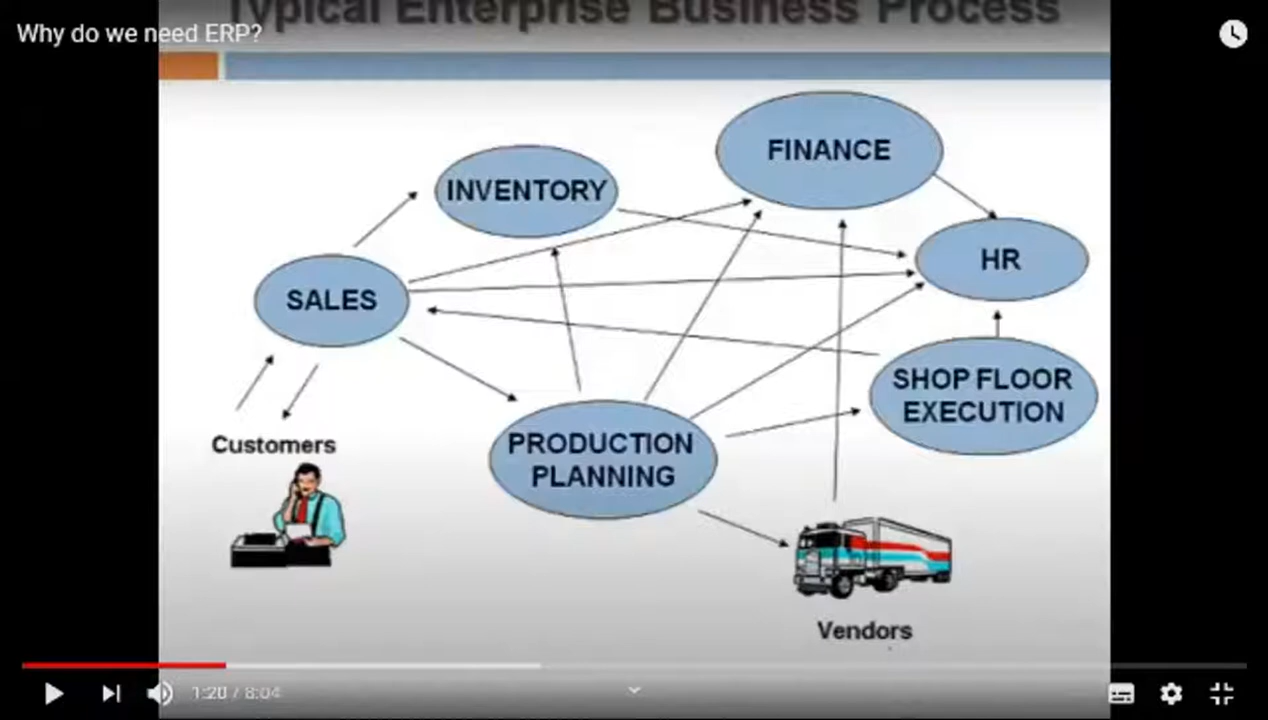 Typical Enterprise Business Process
Why do we need ERP?
FINANCE
INVENTORY
HR
SALES
SHOP FLOOR
EXECUTION
Customers
PRODUCTION
PLANNING
Vendors
1:20 / 8:04